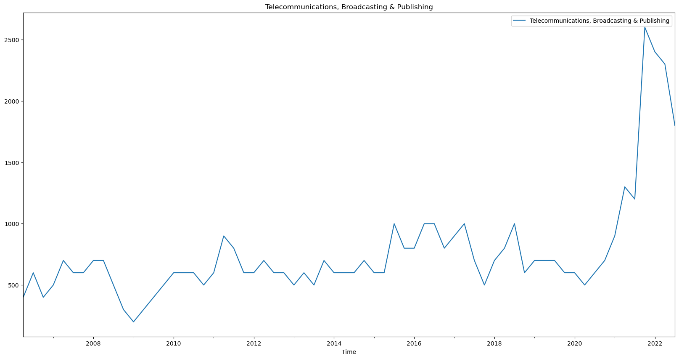 Telecommunications, Broadcasting & Publishing
Telecommunications, Broadcasting & Publishing
2500
2000
1500
1000
500
2008 2010 2012 2014 2016 2018 2020 2022
Time